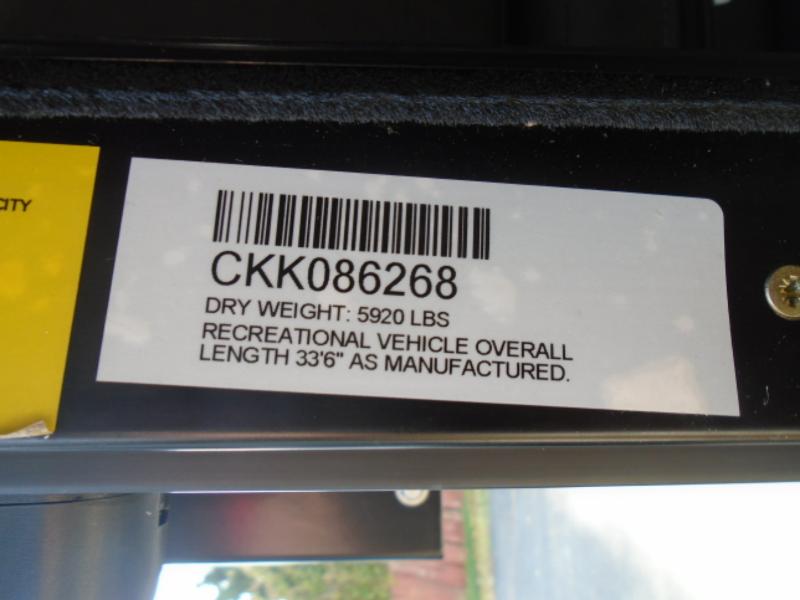 CKK086268
DRY WEIGHT: 5920 LBS
RECREATIONAL VEHICLE OVERALL
LENGTH 33'6" AS MANUFACTURED.